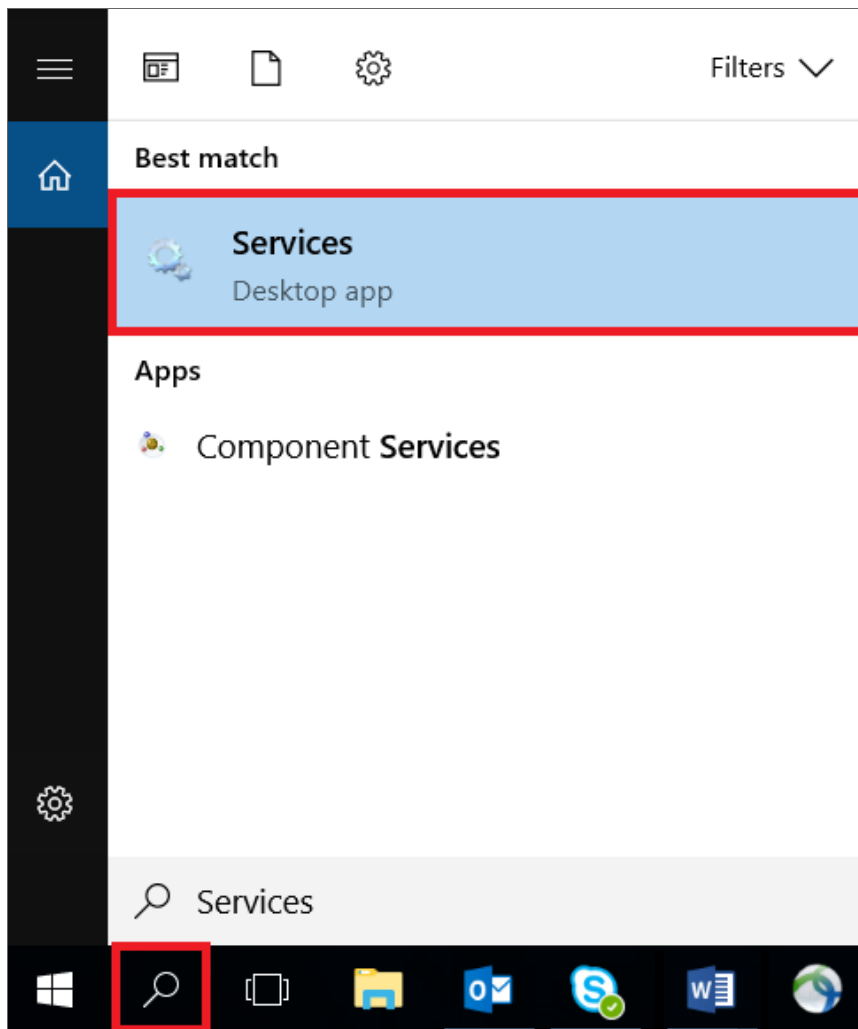 Filters
Best match
Services
Desktop app
Apps
Component Services
Services